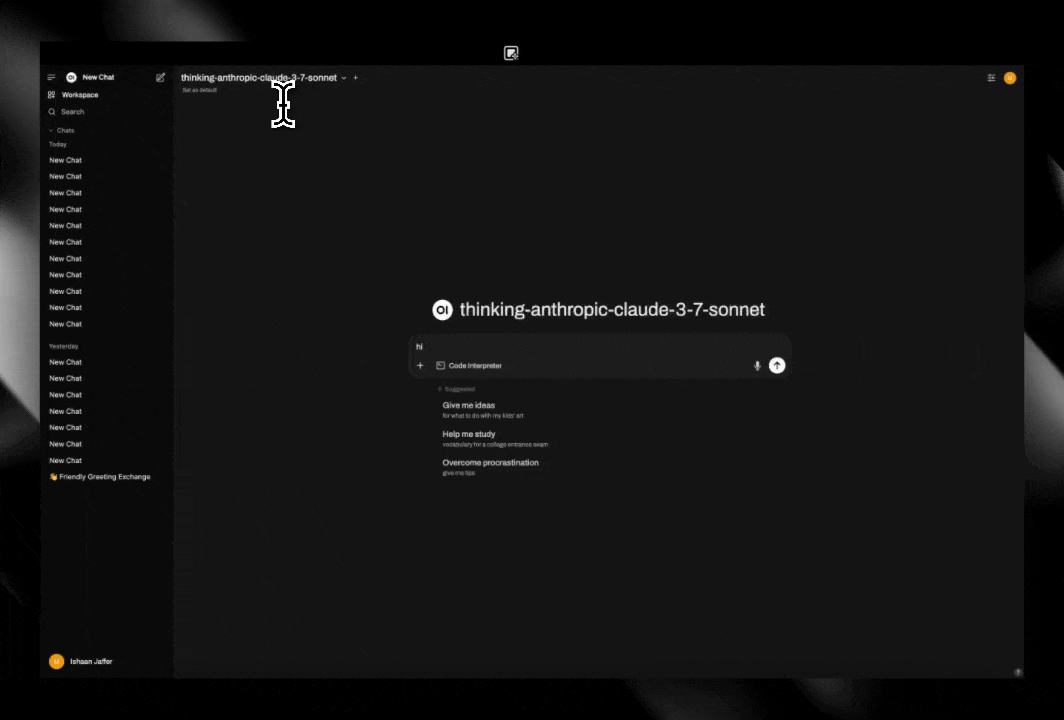 OI New Chat
thinking-anthropic-claude-3-7-sonnet
Set as default
Workspace
Search
Chats
Today
New Chat
New Chat
New Chat
New Chat
New Chat
New Chat
New Chat
New Chat
New Chat
New Chat
New Chat
Yesterday
New Chat
New Chat
New Chat
New Chat
New Chat
New Chat
New Chat
👋 Friendly Greeting Exchange
Ishaan Jaffer
OI thinking-anthropic-claude-3-7-sonnet
hi
Code Interpreter
Suggested
Give me ideas
for what to do with my kids' art
Help me study
vocabulary for a college entrance exam
Overcome procrastination
give me tips